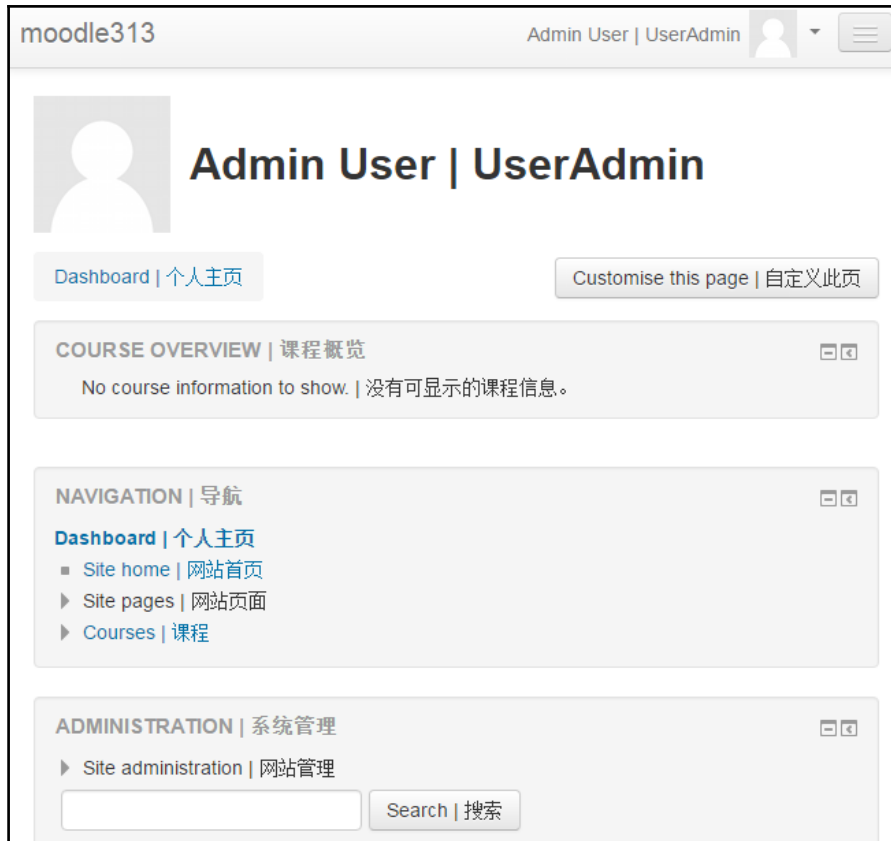 moodle313 Admin User | UserAdmin
Admin User | UserAdmin
Dashboard | 个人主页 Customise this page | 自定义此页
COURSE OVERVIEW | 课程概览
No course information to show. | 没有可显示的课程信息。
NAVIGATION | 导航
Dashboard | 个人主页
Site home | 网站首页
Site pages | 网站页面
Courses | 课程
ADMINISTRATION | 系统管理
Site administration | 网站管理
Search | 搜索